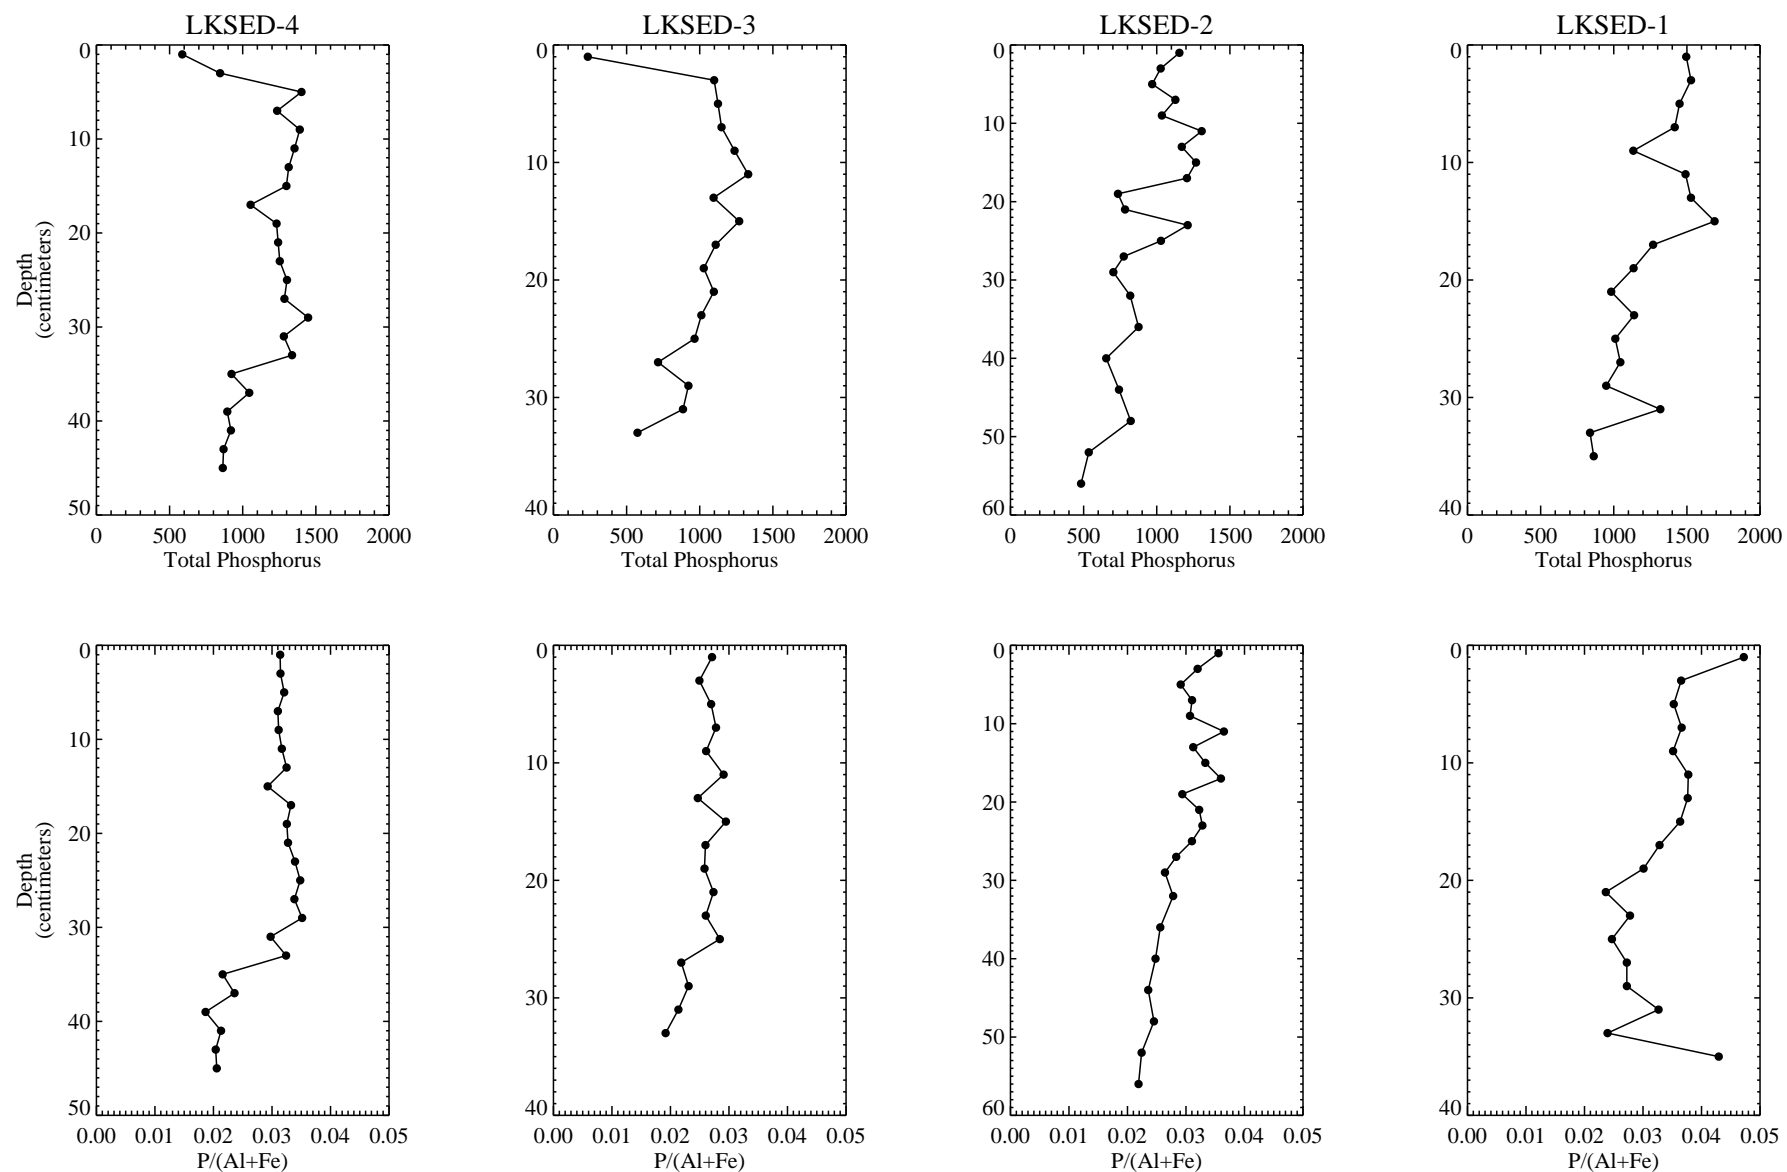 LKSED-4 LKSED-3 LKSED-2 LKSED-1
0 0 0 0
10 10 10 10
20 20 20 20
30 30 30 30
40 40 40 40
50 50
60
Depth
(centimeters)
0 500 1000 1500 2000 0 500 1000 1500 2000 0 500 1000 1500 2000 0 500 1000 1500 2000
Total Phosphorus Total Phosphorus Total Phosphorus Total Phosphorus
0 0 0 0
10 10 10 10
20 20 20 20
30 30 30 30
40 40 40 40
50 50
60
Depth
(centimeters)
0.00 0.01 0.02 0.03 0.04 0.05 0.00 0.01 0.02 0.03 0.04 0.05 0.00 0.01 0.02 0.03 0.04 0.05 0.00 0.01 0.02 0.03 0.04 0.05
P/(Al+Fe) P/(Al+Fe) P/(Al+Fe) P/(Al+Fe)